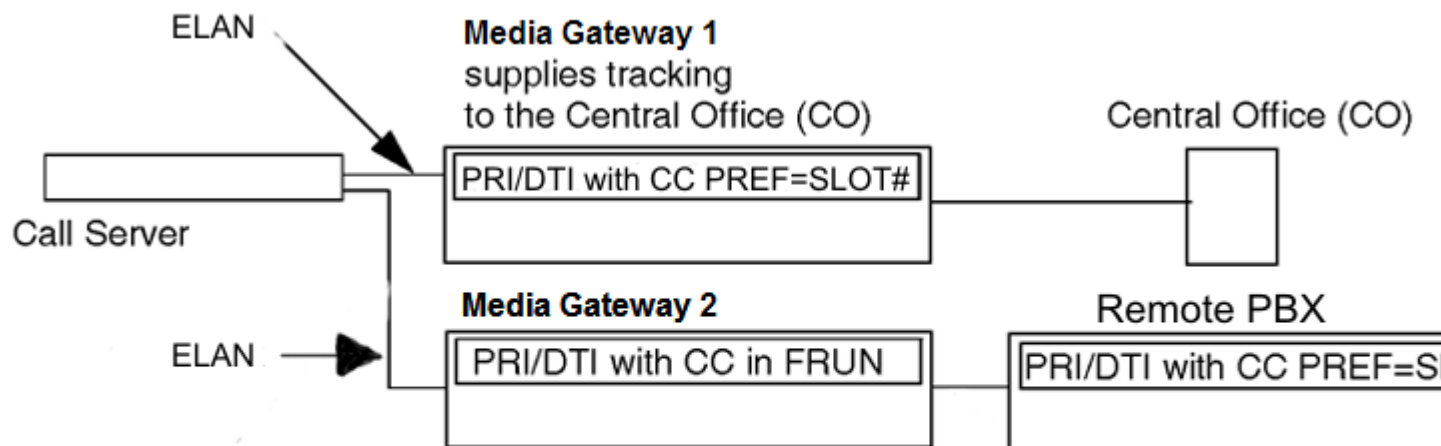 ELAN
Media Gateway 1
supplies tracking
to the Central Office (CO)
Central Office (CO)
PRI/DTI with CC PREF=SLOT#
Call Server
Media Gateway 2
Remote PBX
ELAN
PRI/DTI with CC in FRUN
PRI/DTI with CC